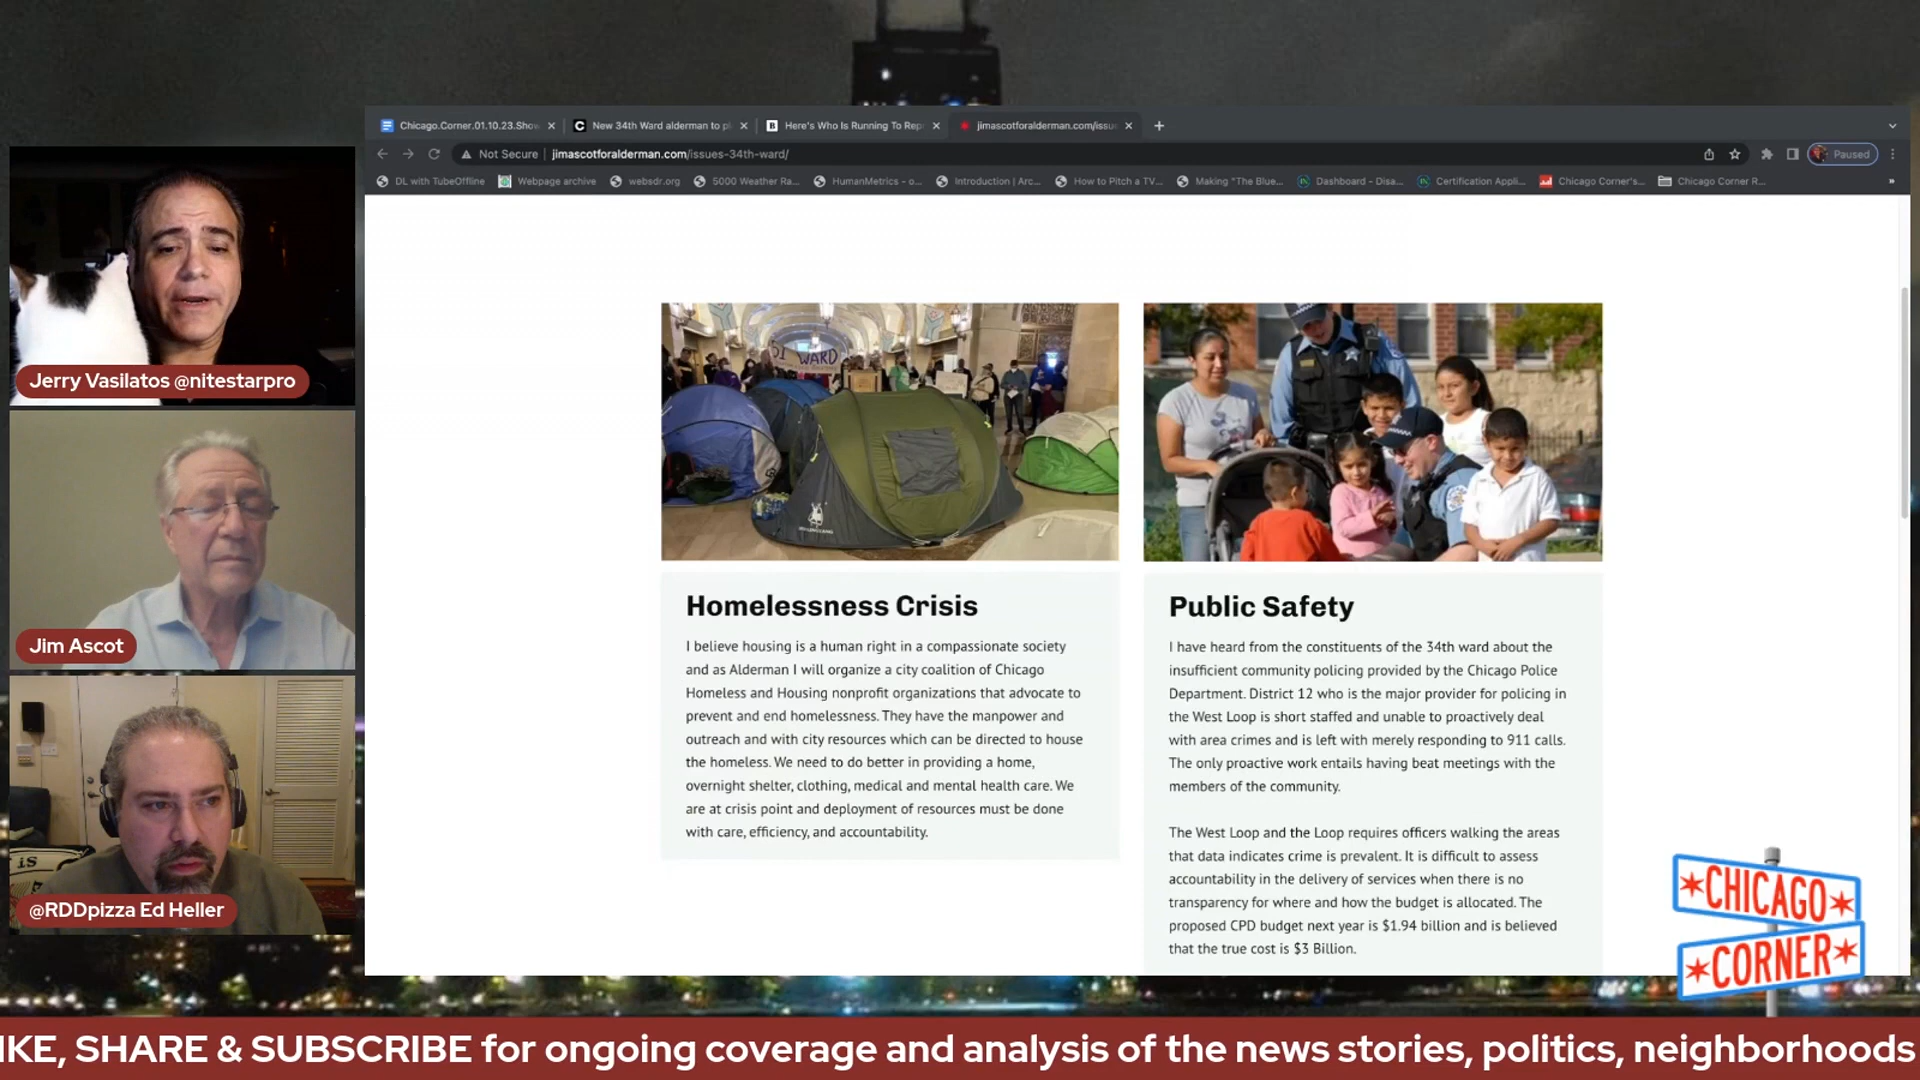 Chicago.Corner.01.10.23.Show
New 34th Ward alderman to pl
Here's Who Is Running To Rep
jimascotforalderman.com/issu
Not Secure | jimascotforalderman.com/issues-34th-ward/
Paused
DL with TubeOffline
Webpage archive
websdr.org
5000 Weather Ra...
HumanMetrics - o...
Introduction | Arc...
How to Pitch a TV...
Making "The Blue...
Dashboard - Disa...
Certification Appli...
Chicago Corner's...
Chicago Corner R...
Jerry Vasilatos @nitestarpro
Jim Ascot
IS
@RDDpizza Ed Heller
51 WARD
Homelessness Crisis
I believe housing is a human right in a compassionate society
and as Alderman I will organize a city coalition of Chicago
Homeless and Housing nonprofit organizations that advocate to
prevent and end homelessness. They have the manpower and
outreach and with city resources which can be directed to house
the homeless. We need to do better in providing a home,
overnight shelter, clothing, medical and mental health care. We
are at crisis point and deployment of resources must be done
with care, efficiency, and accountability.
Public Safety
I have heard from the constituents of the 34th ward about the
insufficient community policing provided by the Chicago Police
Department. District 12 who is the major provider for policing in
the West Loop is short staffed and unable to proactively deal
with area crimes and is left with merely responding to 911 calls.
The only proactive work entails having beat meetings with the
members of the community.
The West Loop and the Loop requires officers walking the areas
that data indicates crime is prevalent. It is difficult to assess
accountability in the delivery of services when there is no
transparency for where and how the budget is allocated. The
proposed CPD budget next year is $1.94 billion and is believed
that the true cost is $3 Billion.
CHICAGO
CORNER
IKE, SHARE & SUBSCRIBE for ongoing coverage and analysis of the news stories, politics, neighborhoods